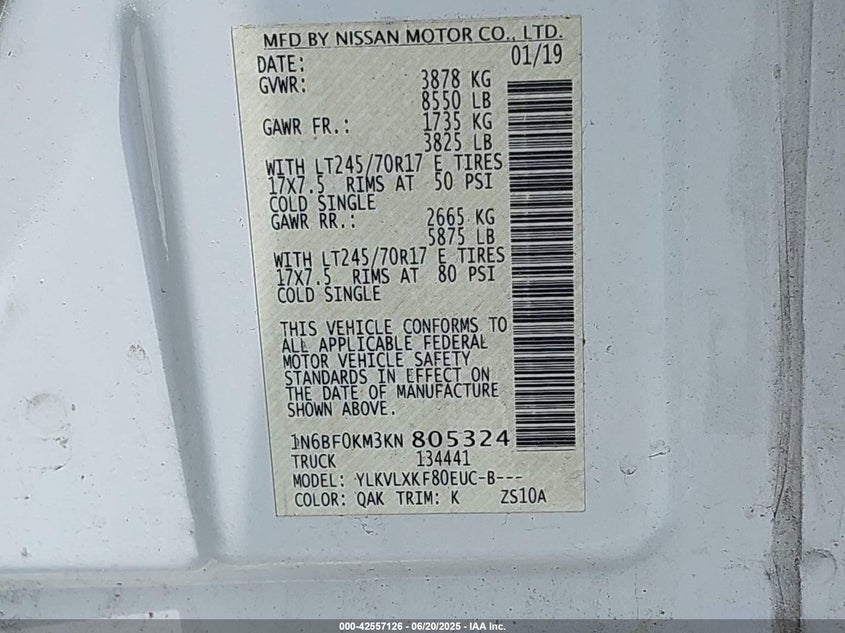 MFD BY NISSAN MOTOR CO., LTD.
DATE: 01/19
GVWR: 3878 KG
8550 LB
GAWR FR.: 1735 KG
3825 LB
WITH LT245/70R17 E TIRES
17X7.5 RIMS AT 50 PSI
COLD SINGLE
GAWR RR.: 2665 KG
5875 LB
WITH LT245/70R17 E TIRES
17X7.5 RIMS AT 80 PSI
COLD SINGLE
THIS VEHICLE CONFORMS TO
ALL APPLICABLE FEDERAL
MOTOR VEHICLE SAFETY
STANDARDS IN EFFECT ON
THE DATE OF MANUFACTURE
SHOWN ABOVE.
1N6BF0KM3KN 805324
TRUCK 134441
MODEL: YLKVLXKF80EUC-B---
COLOR: QAK TRIM: K ZS10A
000-42557126 - 06/20/2025 - IAA Inc.